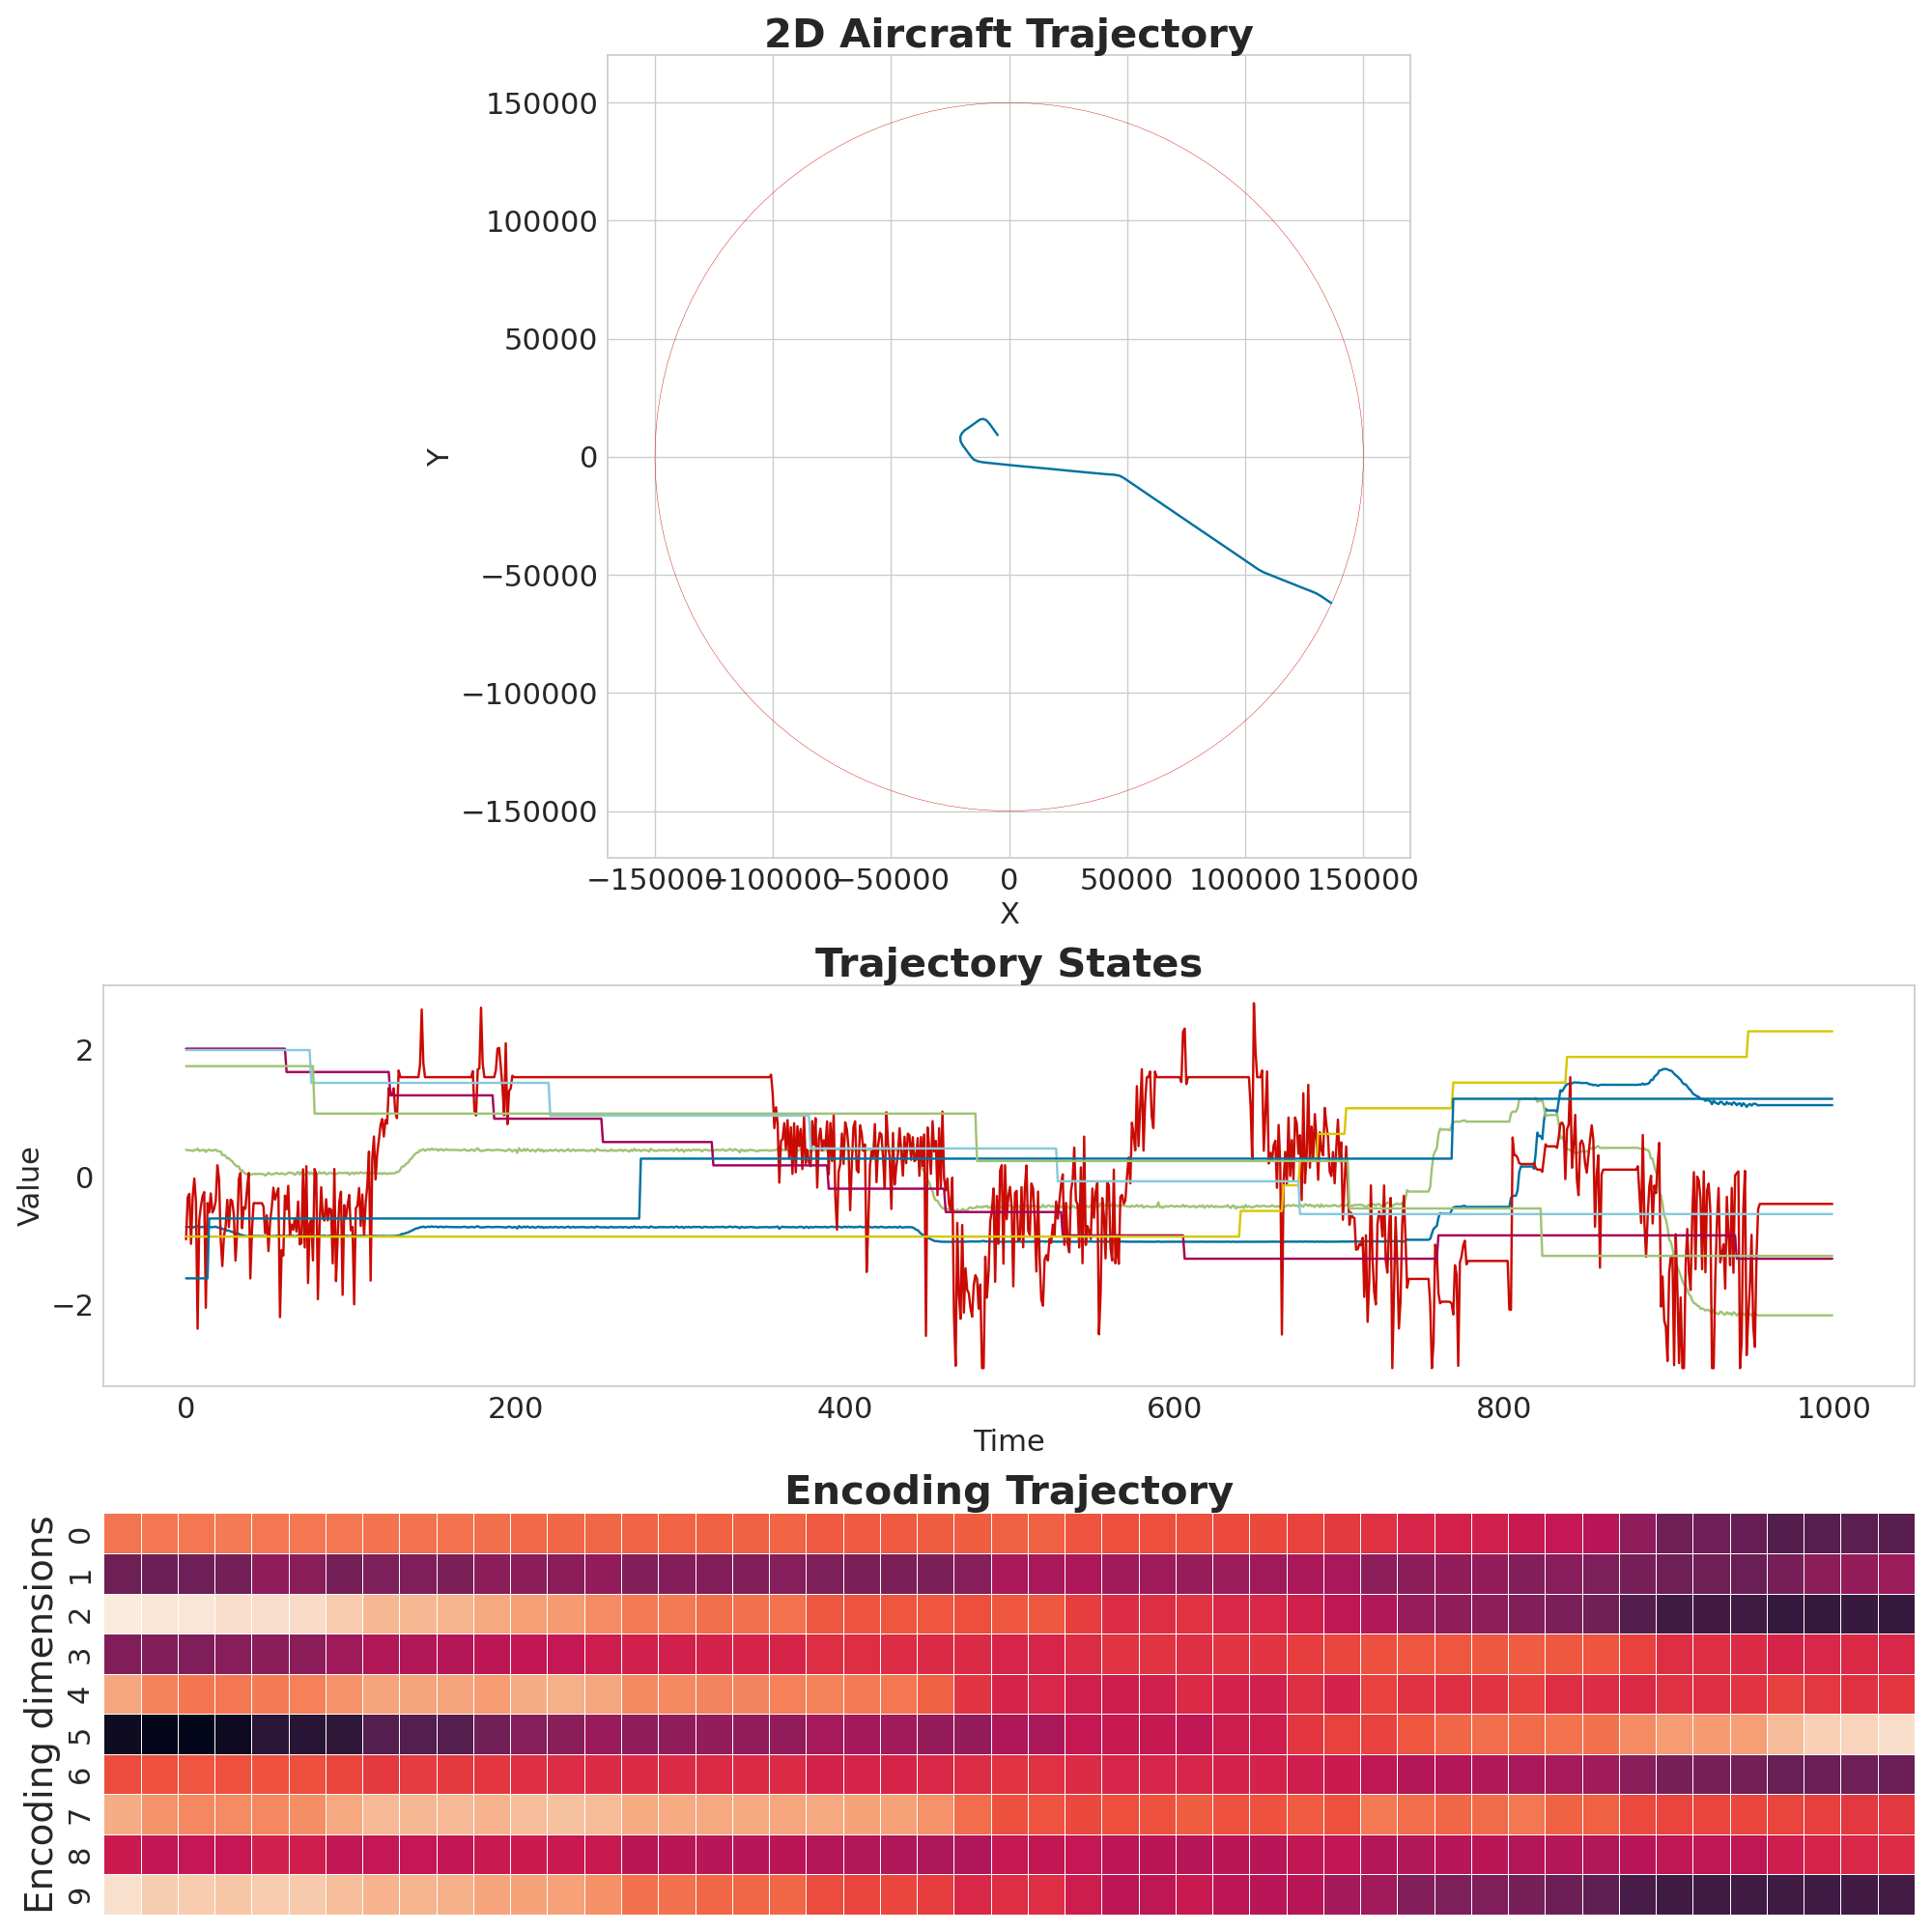 2D Aircraft Trajectory
150000
100000
50000
0
−50000
−100000
−150000
Y
−150000 −100000 −50000 0 50000 100000 150000
X
Trajectory States
2
0
−2
Value
0 200 400 600 800 1000
Time
Encoding Trajectory
Encoding dimensions
0
1
2
3
4
5
6
7
8
9